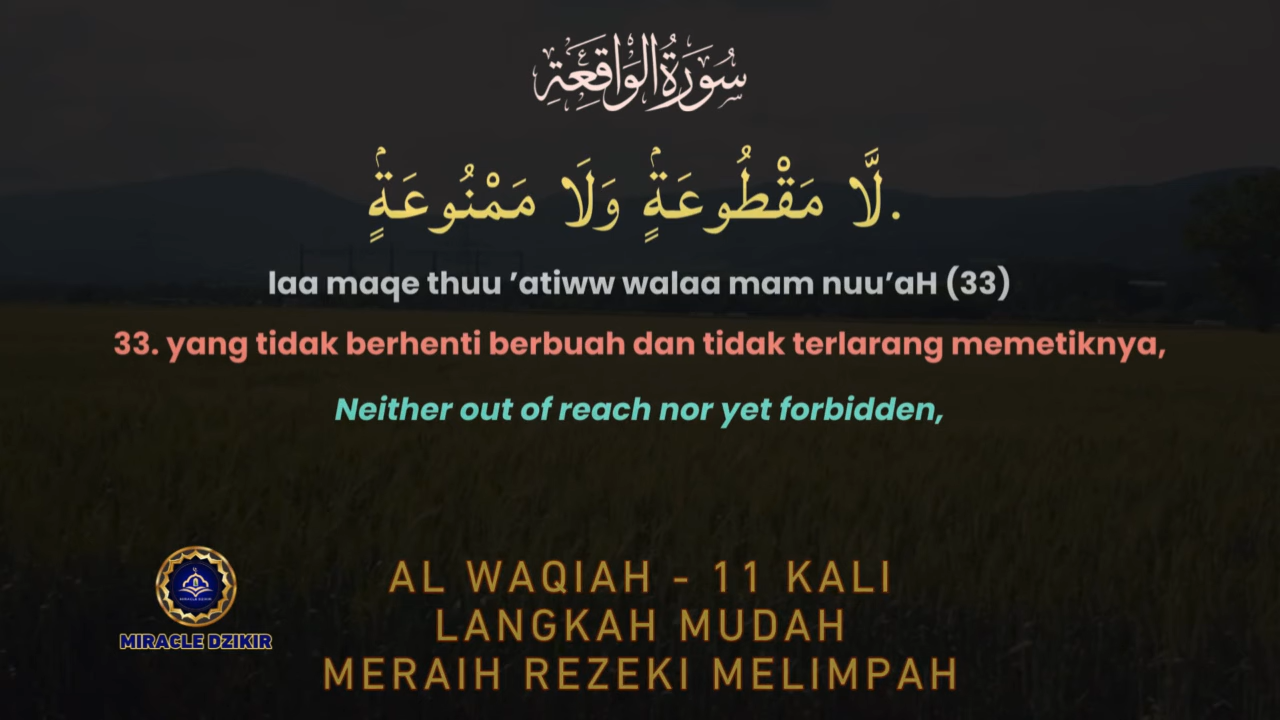 سُورَةُ الوَاقِعَةِ
لَّا مَقْطُوعَةٍۢ وَلَا مَمْنُوعَةٍۢ.
laa maqe thuu ’atiww walaa mam nuu’aH (33)
33. yang tidak berhenti berbuah dan tidak terlarang memetiknya,
Neither out of reach nor yet forbidden,
AL WAQIAH - 11 KALI
LANGKAH MUDAH
MERAIH REZEKI MELIMPAH
MIRACLE DZIKIR